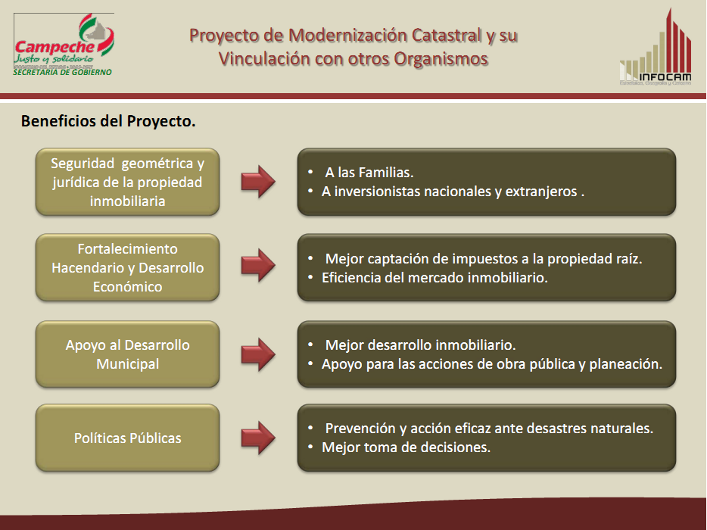 Campeche
Justo y solidario
SECRETARIA DE GOBIERNO
Proyecto de Modernización Catastral y su
Vinculación con otros Organismos
INFOCAM
Beneficios del Proyecto.
Seguridad geométrica y
jurídica de la propiedad
inmobiliaria
• A las Familias.
• A inversionistas nacionales y extranjeros .
Fortalecimiento
Hacendario y Desarrollo
Económico
• Mejor captación de impuestos a la propiedad raíz.
• Eficiencia del mercado inmobiliario.
Apoyo al Desarrollo
Municipal
• Mejor desarrollo inmobiliario.
• Apoyo para las acciones de obra pública y planeación.
Políticas Públicas
• Prevención y acción eficaz ante desastres naturales.
• Mejor toma de decisiones.